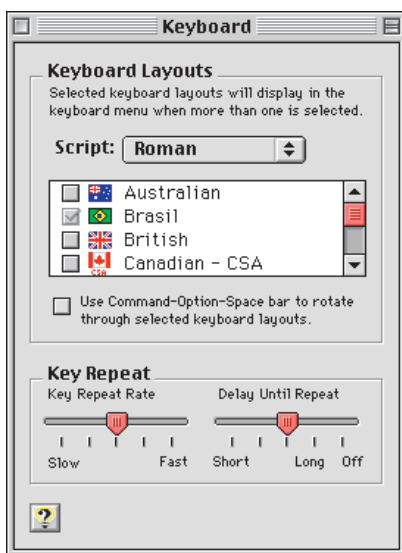 Keyboard
Keyboard Layouts
Selected keyboard layouts will display in the
keyboard menu when more than one is selected.
Script: Roman
Australian
Brasil
British
CSA Canadian - CSA
Use Command-Option-Space bar to rotate
through selected keyboard layouts.
Key Repeat
Key Repeat Rate Delay Until Repeat
Slow Fast Short Long Off
?